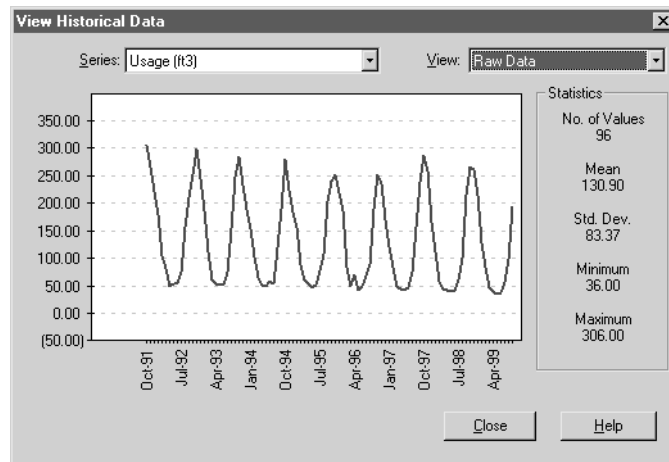 View Historical Data
Series: Usage (ft3)
View: Raw Data
350.00
300.00
250.00
200.00
150.00
100.00
50.00
0.00
(50.00)
Oct-91
Jul-92
Apr-93
Jan-94
Oct-94
Jul-95
Apr-96
Jan-97
Oct-97
Jul-98
Apr-99
Statistics
No. of Values
96
Mean
130.90
Std. Dev.
83.37
Minimum
36.00
Maximum
306.00
Close
Help